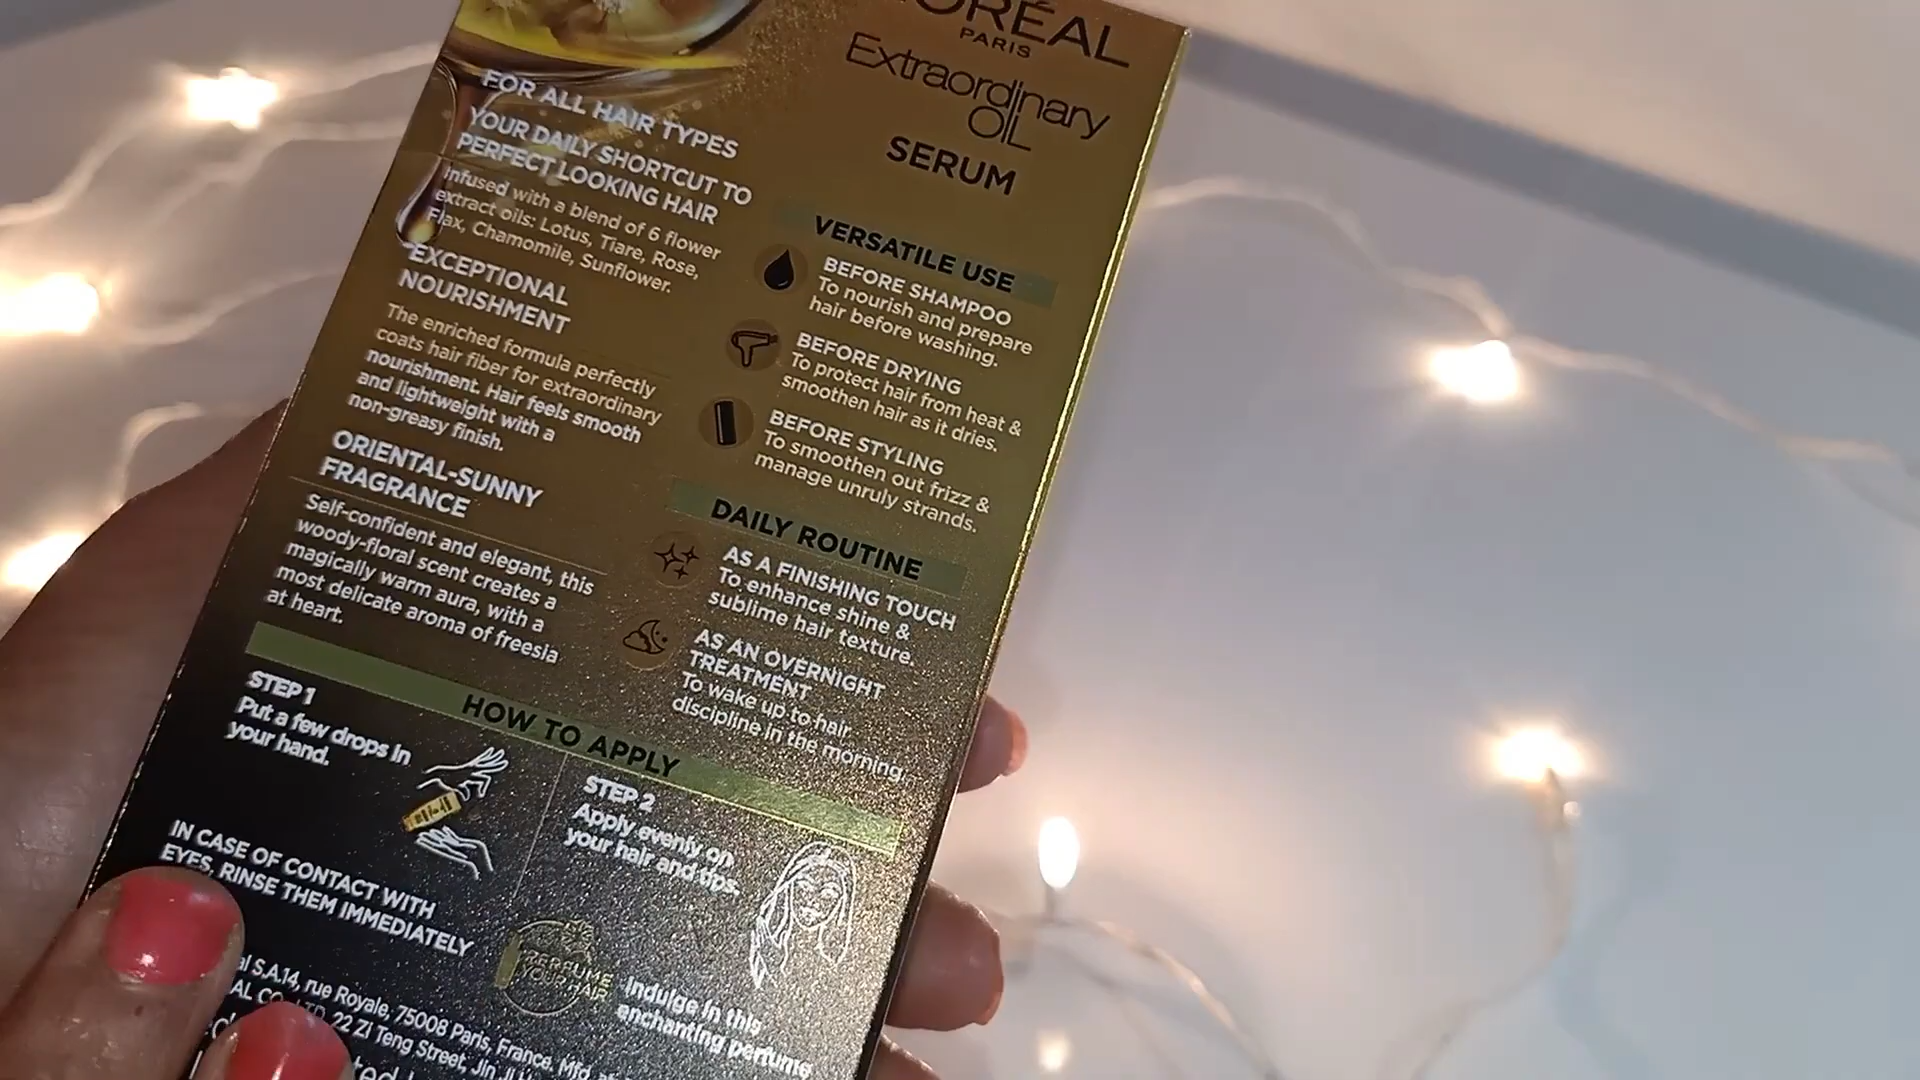 L'ORÉAL
PARIS
Extraordinary
OIL
SERUM
FOR ALL HAIR TYPES
YOUR DAILY SHORTCUT TO
PERFECT LOOKING HAIR
Infused with a blend of 6 flower
extract oils: Lotus, Tiare, Rose,
Flax, Chamomile, Sunflower.
EXCEPTIONAL
NOURISHMENT
The enriched formula perfectly
coats hair fiber for extraordinary
nourishment. Hair feels smooth
and lightweight with a
non-greasy finish.
ORIENTAL-SUNNY
FRAGRANCE
Self-confident and elegant, this
woody-floral scent creates a
magically warm aura, with a
most delicate aroma of freesia
at heart.
VERSATILE USE
BEFORE SHAMPOO
To nourish and prepare
hair before washing.
BEFORE DRYING
To protect hair from heat &
smoothen hair as it dries.
BEFORE STYLING
To smoothen out frizz &
manage unruly strands.
DAILY ROUTINE
AS A FINISHING TOUCH
To enhance shine &
sublime hair texture.
AS AN OVERNIGHT
TREATMENT
To wake up to hair
discipline in the morning.
HOW TO APPLY
STEP 1
Put a few drops in
your hand.
STEP 2
Apply evenly on
your hair and tips.
IN CASE OF CONTACT WITH
EYES, RINSE THEM IMMEDIATELY
PERFUME
YOUR HAIR
Indulge in this
enchanting perfume
al S.A.14, rue Royale, 75008 Paris, France. Mfd.
22 Zi Teng Street, Jin Ji